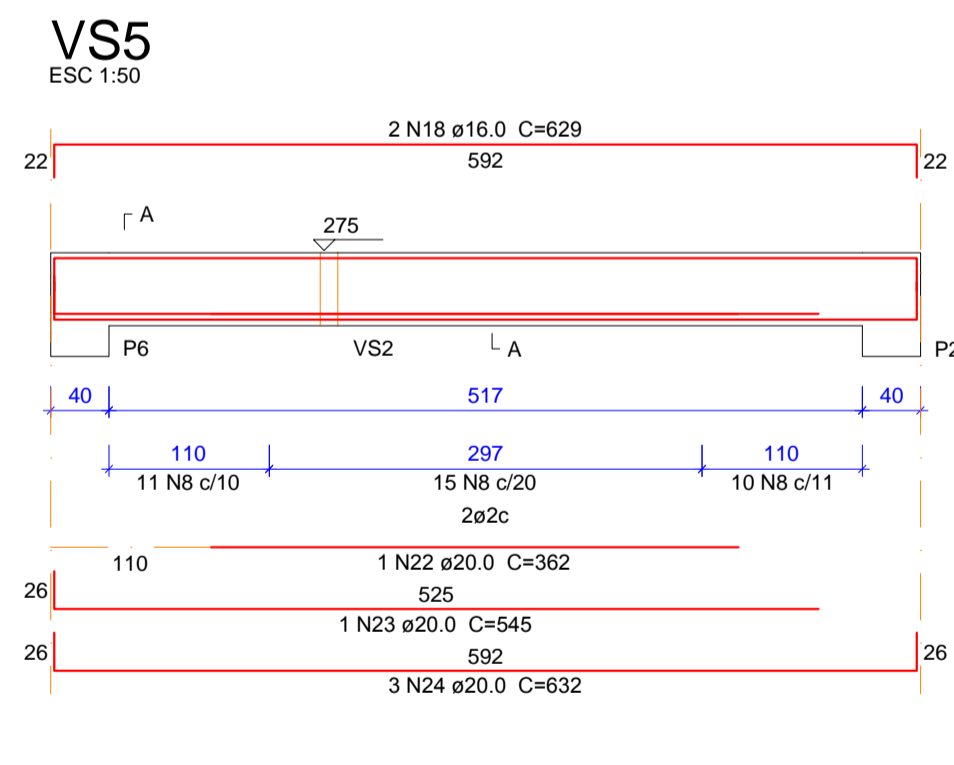 VS5
ESC 1:50
2 N18 ø16.0 C=629
22 592 22
A
275
P6 VS2 A P2
40 517 40
110 297 110
11 N8 c/10 15 N8 c/20 10 N8 c/11
2ø2c
110 1 N22 ø20.0 C=362
26 525
1 N23 ø20.0 C=545
26 592 26
3 N24 ø20.0 C=632